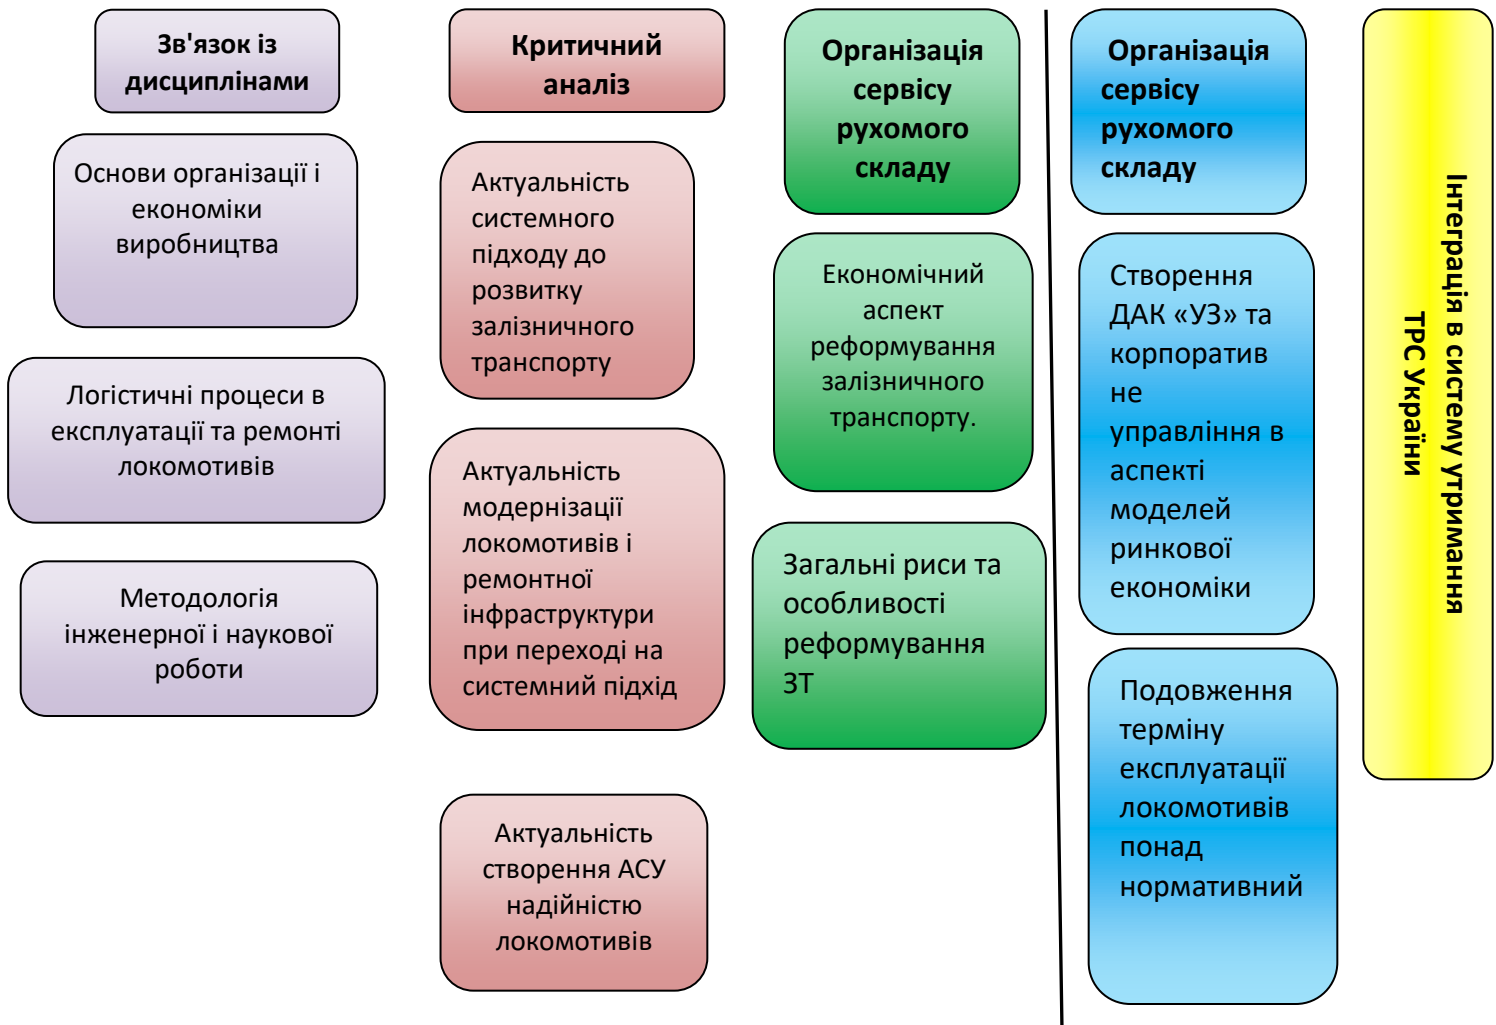 Зв'язок із
дисциплінами
Основи організації і
економіки
виробництва
Логістичні процеси в
експлуатації та ремонті
локомотивів
Методологія
інженерної і наукової
роботи
Критичний
аналіз
Актуальність
системного
підходу до
розвитку
залізничного
транспорту
Актуальність
модернізації
локомотивів і
ремонтної
інфраструктури
при переході на
системний підхід
Актуальність
створення АСУ
надійністю
локомотивів
Організація
сервісу
рухомого
складу
Економічний
аспект
реформування
залізничного
транспорту.
Загальні риси та
особливості
реформування
ЗТ
Організація
сервісу
рухомого
складу
Створення
ДАК «УЗ» та
корпоратив
не
управління в
аспекті
моделей
ринкової
економіки
Подовження
терміну
експлуатації
локомотивів
понад
нормативний
Інтеграція в систему утримання
ТРС України